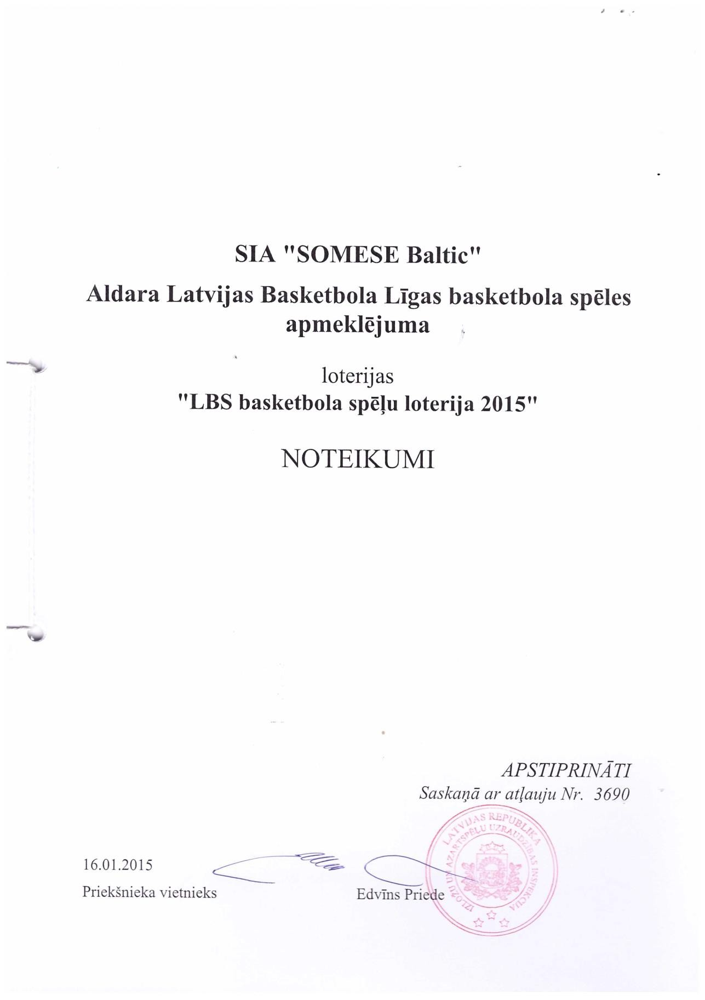 SIA "SOMESE Baltic"
Aldara Latvijas Basketbola Līgas basketbola spēles
apmeklējuma
loterijas
"LBS basketbola spēļu loterija 2015"
NOTEIKUMI
APSTIPRINĀTI
Saskaņā ar atļauju Nr. 3690
LATVIJAS REPUBLIKA
IZLOŽU UN AZARTSPĒĻU UZRAUDZĪBAS INSPEKCIJA
16.01.2015
Priekšnieka vietnieks
Edvīns Priede